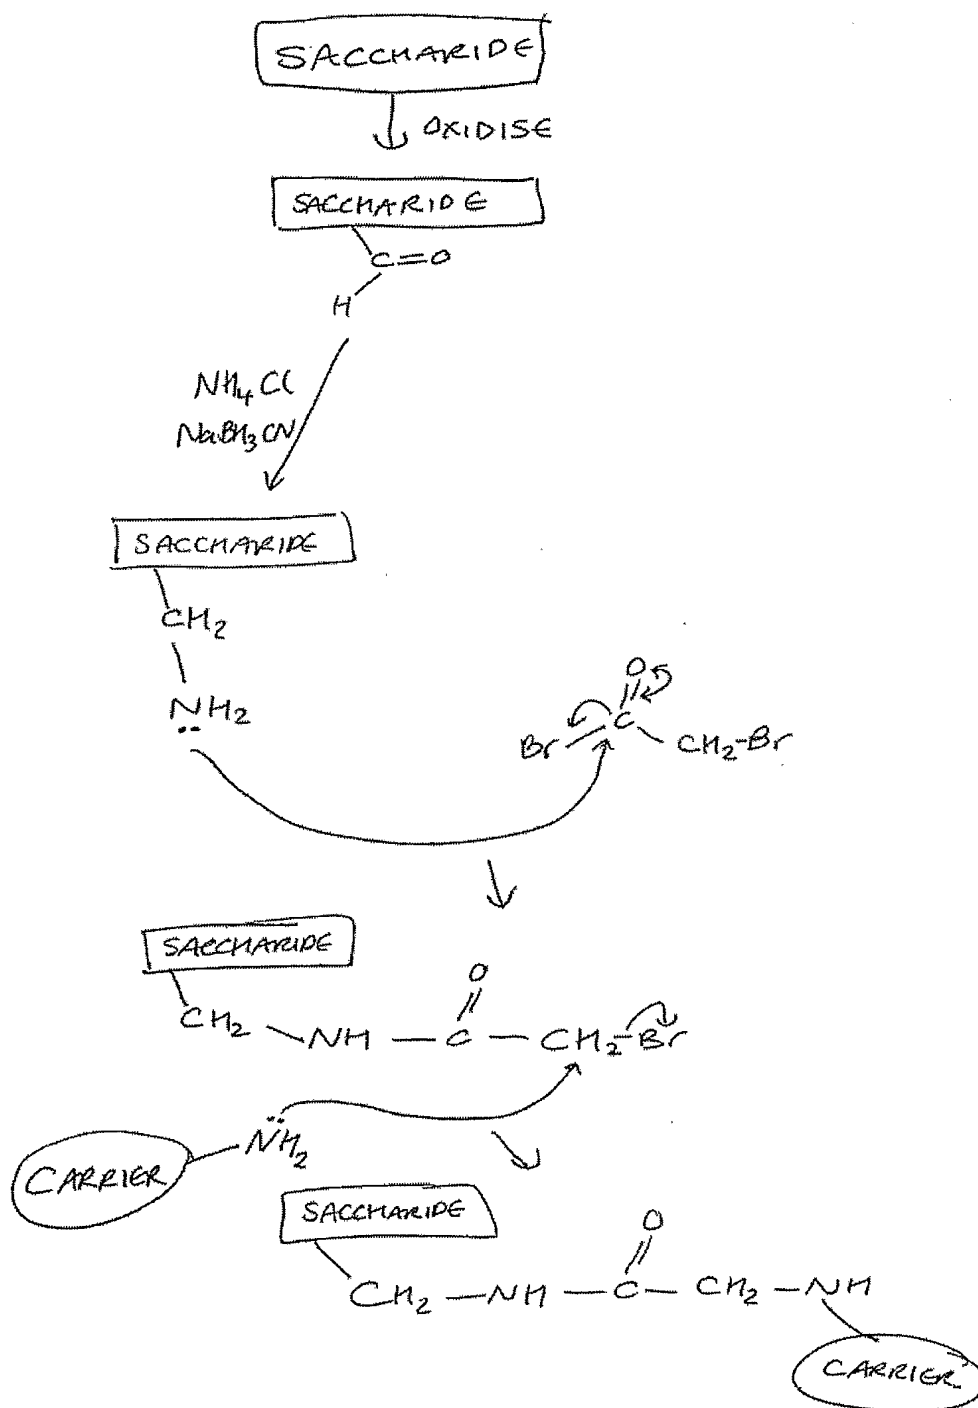 SACCHARIDE
OXIDISE
SACCHARIDE
C=O
H
NH4Cl
NaBH3CN
SACCHARIDE
CH2
NH2
O
Br C CH2-Br
SACCHARIDE
O
CH2 - NH - C - CH2-Br
CARRIER NH2
SACCHARIDE
O
CH2 - NH - C - CH2 - NH
CARRIER